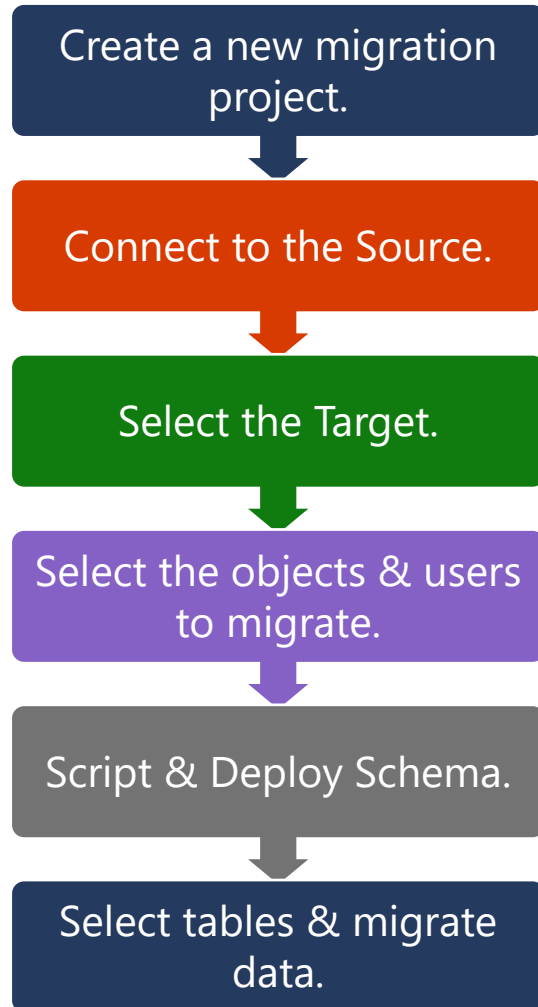 Create a new migration
project.
Connect to the Source.
Select the Target.
Select the objects & users
to migrate.
Script & Deploy Schema.
Select tables & migrate
data.